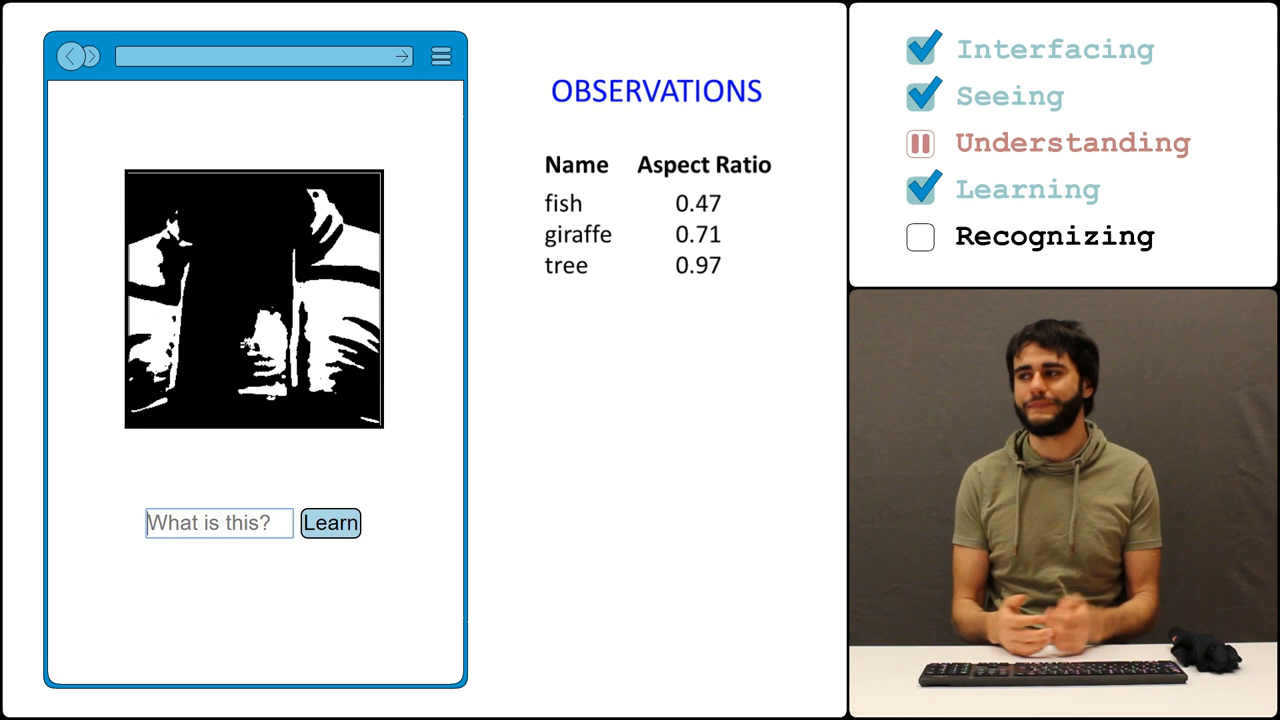 OBSERVATIONS
Name Aspect Ratio
fish 0.47
giraffe 0.71
tree 0.97
What is this? Learn
Interfacing
Seeing
Understanding
Learning
Recognizing